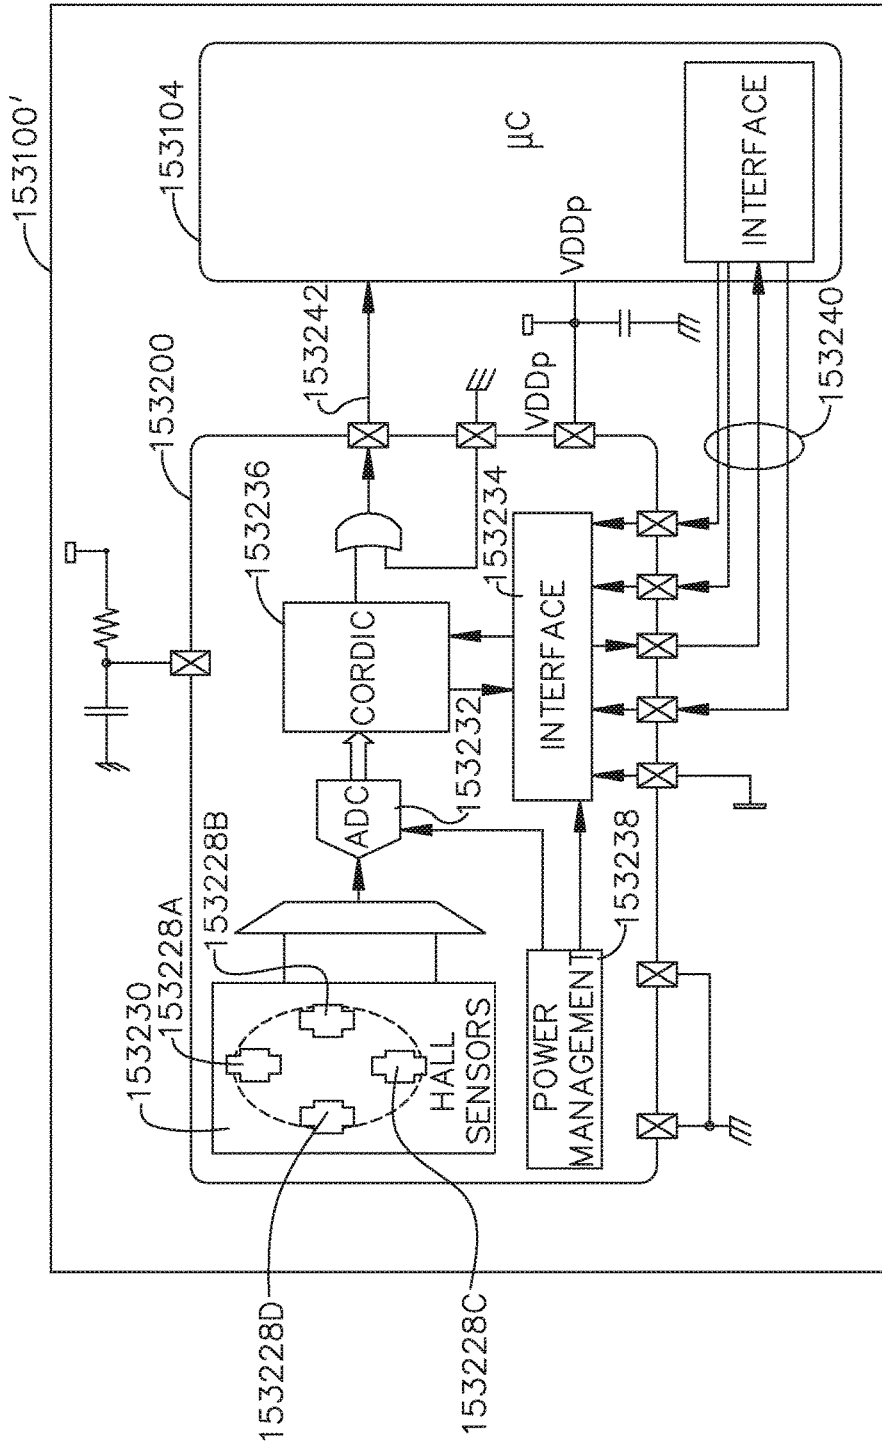 153100'
153104
µC
VDDp
INTERFACE
153200
153242
VDDp
153240
153236
153234
CORDIC
INTERFACE
153232
ADC
153228B
153228A
153230
HALL
SENSORS
POWER
MANAGEMENT
153238
153228D
153228C